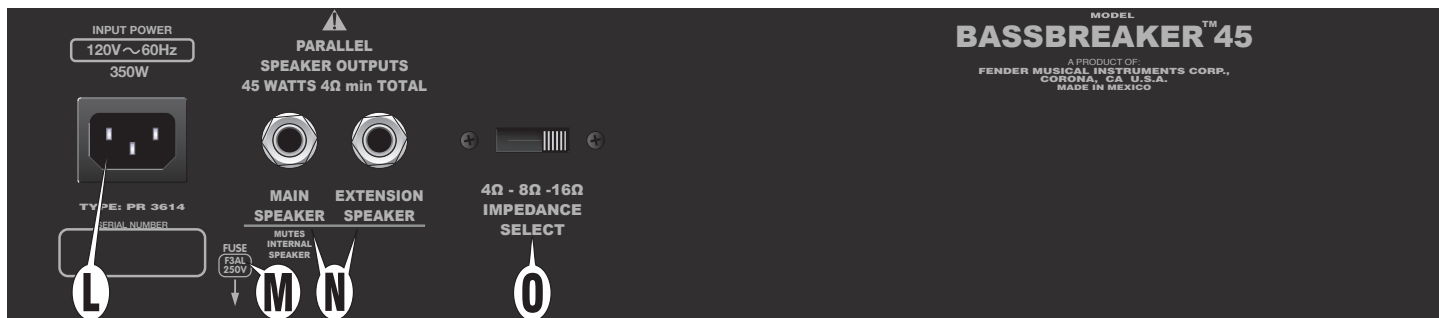 INPUT POWER
120V~60Hz
350W
TYPE: PR 3614
SERIAL NUMBER
PARALLEL
SPEAKER OUTPUTS
45 WATTS 4Ω min TOTAL
MAIN
SPEAKER
EXTENSION
SPEAKER
MUTES
INTERNAL
SPEAKER
FUSE
F3AL
250V
4Ω - 8Ω -16Ω
IMPEDANCE
SELECT
MODEL
BASSBREAKER™45
A PRODUCT OF:
FENDER MUSICAL INSTRUMENTS CORP.,
CORONA, CA U.S.A.
MADE IN MEXICO
L
M
N
O